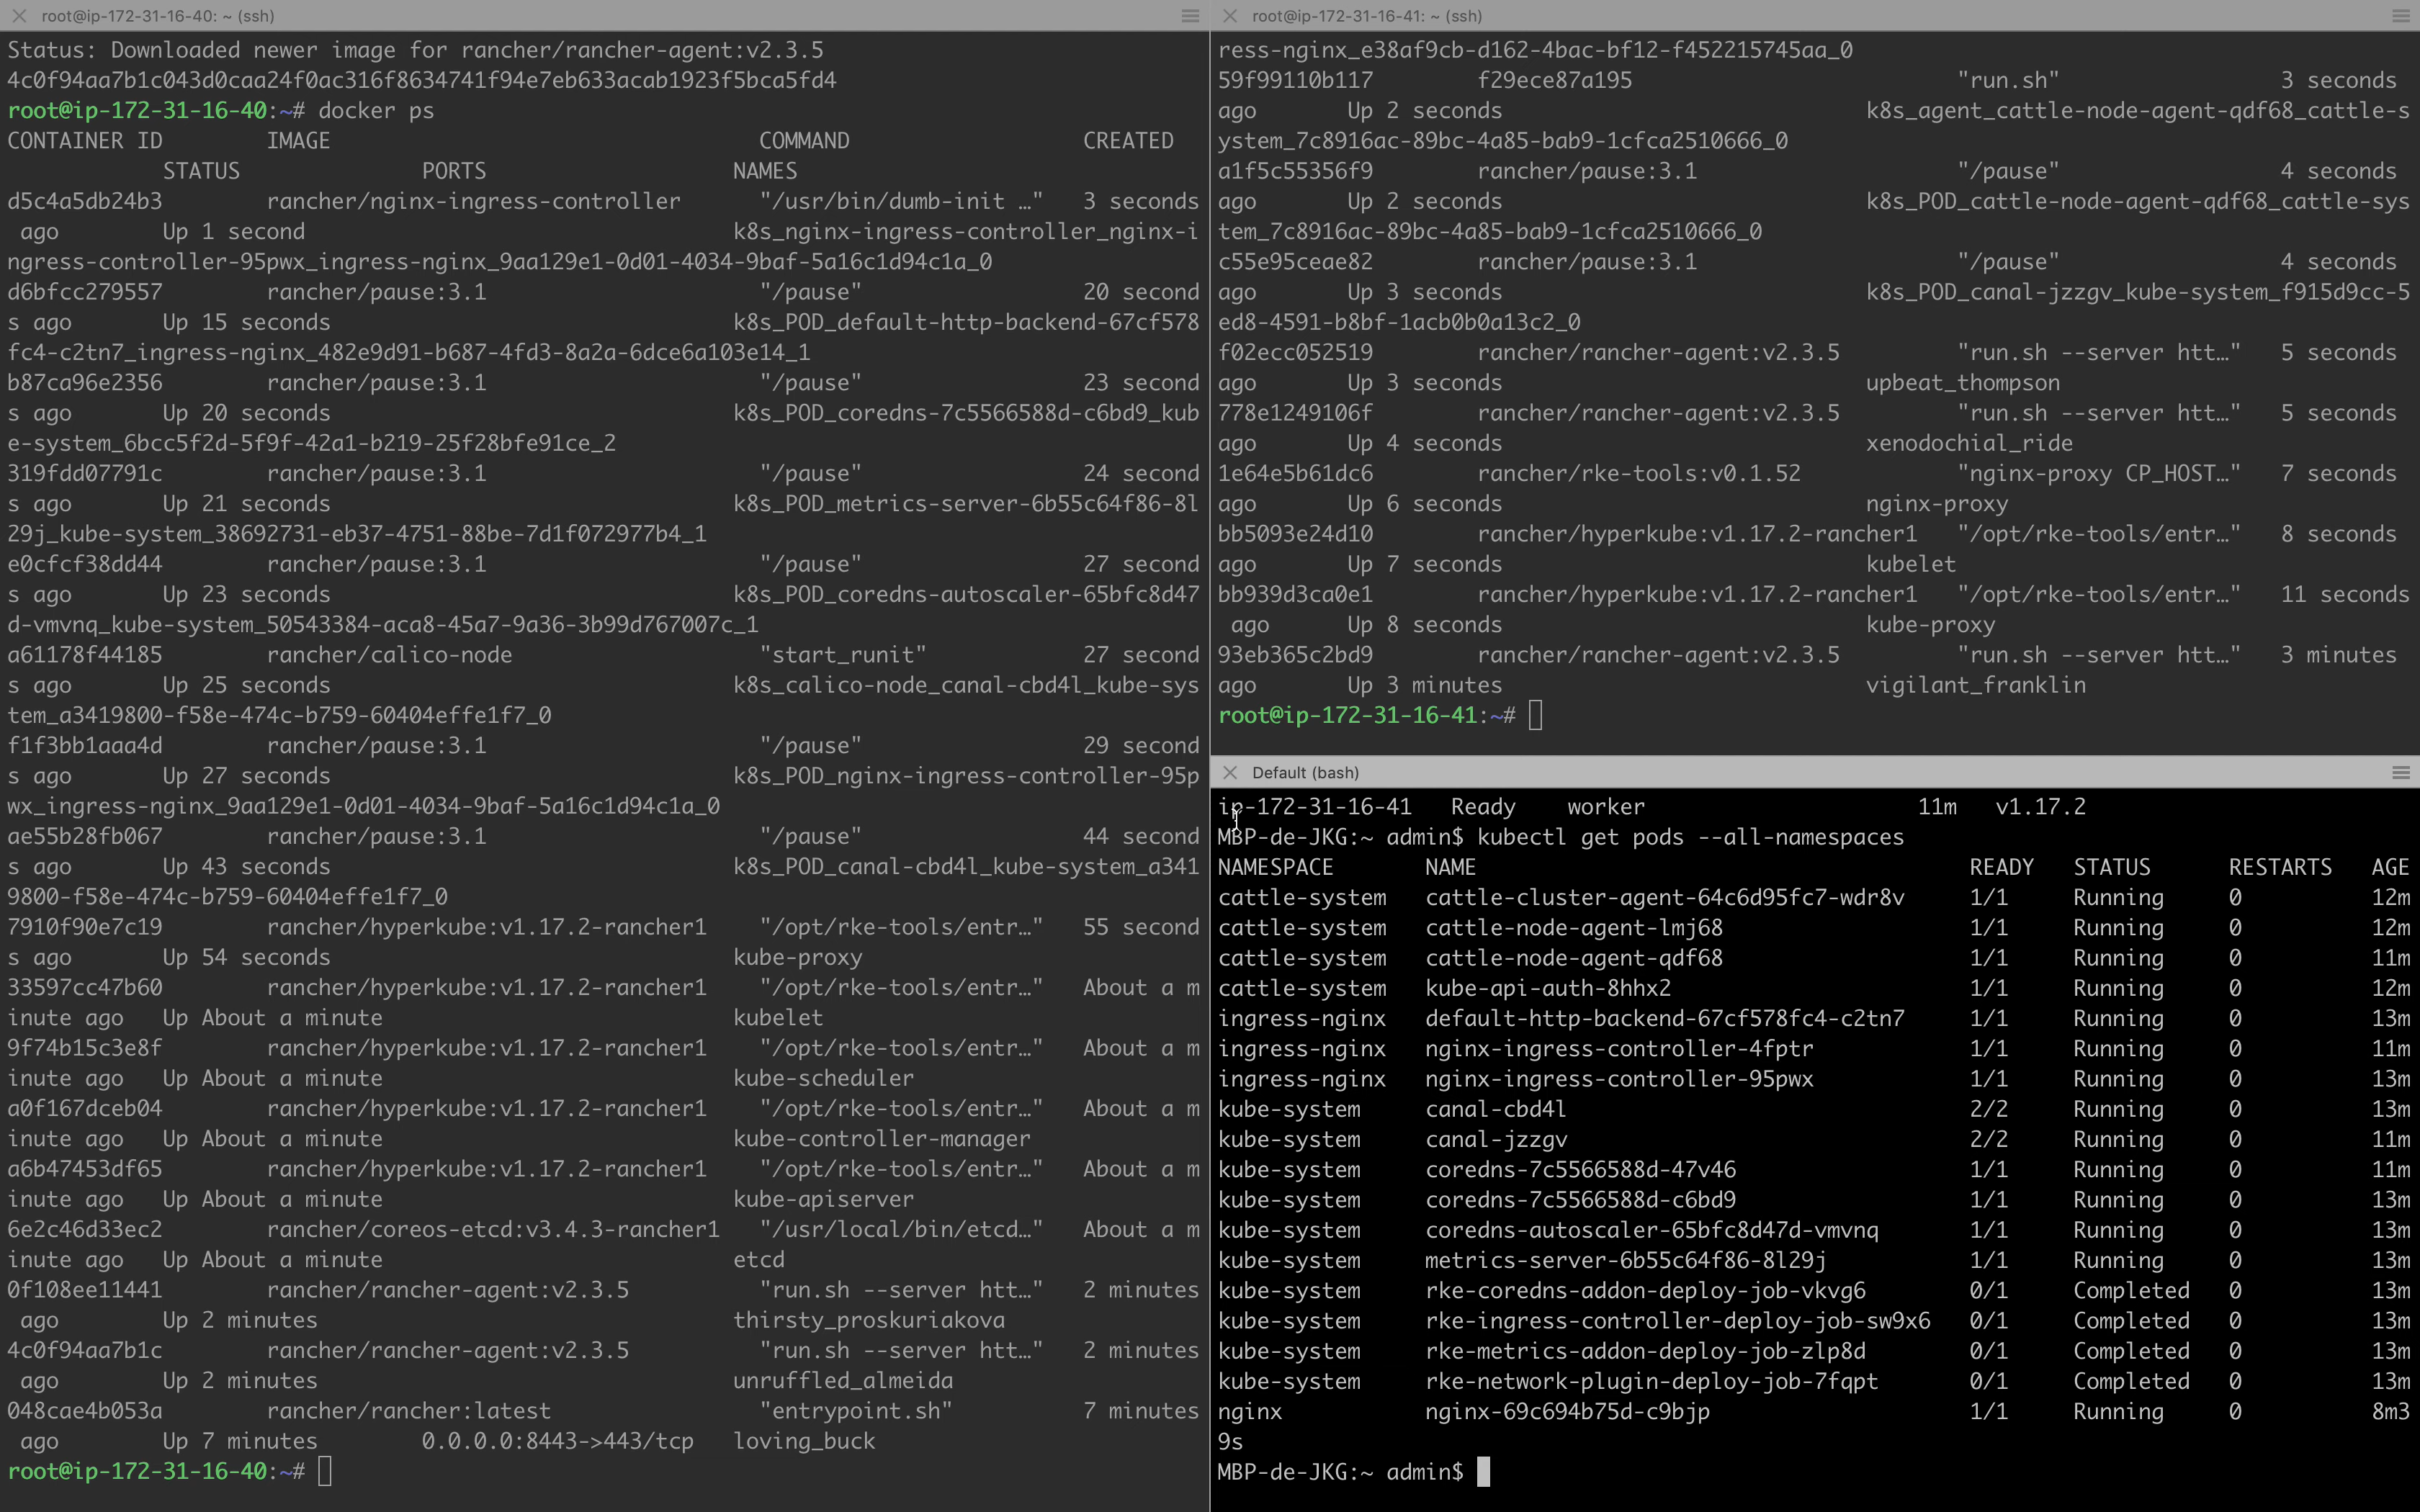 root@ip-172-31-16-40: ~ (ssh)
Status: Downloaded newer image for rancher/rancher-agent:v2.3.5
4c0f94aa7b1c043d0caa24f0ac316f8634741f94e7eb633acab1923f5bca5fd4
root@ip-172-31-16-40:~# docker ps
CONTAINER ID        IMAGE                                 COMMAND                  CREATED
            STATUS              PORTS                   NAMES
d5c4a5db24b3        rancher/nginx-ingress-controller      "/usr/bin/dumb-init …"   3 seconds
 ago        Up 1 second                                 k8s_nginx-ingress-controller_nginx-i
ngress-controller-95pwx_ingress-nginx_9aa129e1-0d01-4034-9baf-5a16c1d94c1a_0
d6bfcc279557        rancher/pause:3.1                     "/pause"                 20 second
s ago       Up 15 seconds                               k8s_POD_default-http-backend-67cf578
fc4-c2tn7_ingress-nginx_482e9d91-b687-4fd3-8a2a-6dce6a103e14_1
b87ca96e2356        rancher/pause:3.1                     "/pause"                 23 second
s ago       Up 20 seconds                               k8s_POD_coredns-7c5566588d-c6bd9_kub
e-system_6bcc5f2d-5f9f-42a1-b219-25f28bfe91ce_2
319fdd07791c        rancher/pause:3.1                     "/pause"                 24 second
s ago       Up 21 seconds                               k8s_POD_metrics-server-6b55c64f86-8l
29j_kube-system_38692731-eb37-4751-88be-7d1f072977b4_1
e0cfcf38dd44        rancher/pause:3.1                     "/pause"                 27 second
s ago       Up 23 seconds                               k8s_POD_coredns-autoscaler-65bfc8d47
d-vmvnq_kube-system_50543384-aca8-45a7-9a36-3b99d767007c_1
a61178f44185        rancher/calico-node                   "start_runit"            27 second
s ago       Up 25 seconds                               k8s_calico-node_canal-cbd4l_kube-sys
tem_a3419800-f58e-474c-b759-60404effe1f7_0
f1f3bb1aaa4d        rancher/pause:3.1                     "/pause"                 29 second
s ago       Up 27 seconds                               k8s_POD_nginx-ingress-controller-95p
wx_ingress-nginx_9aa129e1-0d01-4034-9baf-5a16c1d94c1a_0
ae55b28fb067        rancher/pause:3.1                     "/pause"                 44 second
s ago       Up 43 seconds                               k8s_POD_canal-cbd4l_kube-system_a341
9800-f58e-474c-b759-60404effe1f7_0
7910f90e7c19        rancher/hyperkube:v1.17.2-rancher1    "/opt/rke-tools/entr…"   55 second
s ago       Up 54 seconds                               kube-proxy
33597cc47b60        rancher/hyperkube:v1.17.2-rancher1    "/opt/rke-tools/entr…"   About a m
inute ago   Up About a minute                           kubelet
9f74b15c3e8f        rancher/hyperkube:v1.17.2-rancher1    "/opt/rke-tools/entr…"   About a m
inute ago   Up About a minute                           kube-scheduler
a0f167dceb04        rancher/hyperkube:v1.17.2-rancher1    "/opt/rke-tools/entr…"   About a m
inute ago   Up About a minute                           kube-controller-manager
a6b47453df65        rancher/hyperkube:v1.17.2-rancher1    "/opt/rke-tools/entr…"   About a m
inute ago   Up About a minute                           kube-apiserver
6e2c46d33ec2        rancher/coreos-etcd:v3.4.3-rancher1   "/usr/local/bin/etcd…"   About a m
inute ago   Up About a minute                           etcd
0f108ee11441        rancher/rancher-agent:v2.3.5          "run.sh --server htt…"   2 minutes
 ago        Up 2 minutes                                thirsty_proskuriakova
4c0f94aa7b1c        rancher/rancher-agent:v2.3.5          "run.sh --server htt…"   2 minutes
 ago        Up 2 minutes                                unruffled_almeida
048cae4b053a        rancher/rancher:latest                "entrypoint.sh"          7 minutes
 ago        Up 7 minutes        0.0.0.0:8443->443/tcp   loving_buck
root@ip-172-31-16-40:~#
root@ip-172-31-16-41: ~ (ssh)
ress-nginx_e38af9cb-d162-4bac-bf12-f452215745aa_0
59f99110b117        f29ece87a195                         "run.sh"                 3 seconds
ago       Up 2 seconds                            k8s_agent_cattle-node-agent-qdf68_cattle-s
ystem_7c8916ac-89bc-4a85-bab9-1cfca2510666_0
a1f5c55356f9        rancher/pause:3.1                    "/pause"                 4 seconds
ago       Up 2 seconds                            k8s_POD_cattle-node-agent-qdf68_cattle-sys
tem_7c8916ac-89bc-4a85-bab9-1cfca2510666_0
c55e95ceae82        rancher/pause:3.1                    "/pause"                 4 seconds
ago       Up 3 seconds                            k8s_POD_canal-jzzgv_kube-system_f915d9cc-5
ed8-4591-b8bf-1acb0b0a13c2_0
f02ecc052519        rancher/rancher-agent:v2.3.5         "run.sh --server htt…"   5 seconds
ago       Up 3 seconds                            upbeat_thompson
778e1249106f        rancher/rancher-agent:v2.3.5         "run.sh --server htt…"   5 seconds
ago       Up 4 seconds                            xenodochial_ride
1e64e5b61dc6        rancher/rke-tools:v0.1.52            "nginx-proxy CP_HOST…"   7 seconds
ago       Up 6 seconds                            nginx-proxy
bb5093e24d10        rancher/hyperkube:v1.17.2-rancher1   "/opt/rke-tools/entr…"   8 seconds
ago       Up 7 seconds                            kubelet
bb939d3ca0e1        rancher/hyperkube:v1.17.2-rancher1   "/opt/rke-tools/entr…"   11 seconds
 ago      Up 8 seconds                            kube-proxy
93eb365c2bd9        rancher/rancher-agent:v2.3.5         "run.sh --server htt…"   3 minutes
ago       Up 3 minutes                            vigilant_franklin
root@ip-172-31-16-41:~#
Default (bash)
ip-172-31-16-41   Ready    worker                     11m   v1.17.2
MBP-de-JKG:~ admin$ kubectl get pods --all-namespaces
NAMESPACE       NAME                                      READY   STATUS      RESTARTS   AGE
cattle-system   cattle-cluster-agent-64c6d95fc7-wdr8v     1/1     Running     0          12m
cattle-system   cattle-node-agent-lmj68                   1/1     Running     0          12m
cattle-system   cattle-node-agent-qdf68                   1/1     Running     0          11m
cattle-system   kube-api-auth-8hhx2                       1/1     Running     0          12m
ingress-nginx   default-http-backend-67cf578fc4-c2tn7     1/1     Running     0          13m
ingress-nginx   nginx-ingress-controller-4fptr            1/1     Running     0          11m
ingress-nginx   nginx-ingress-controller-95pwx            1/1     Running     0          13m
kube-system     canal-cbd4l                               2/2     Running     0          13m
kube-system     canal-jzzgv                               2/2     Running     0          11m
kube-system     coredns-7c5566588d-47v46                  1/1     Running     0          11m
kube-system     coredns-7c5566588d-c6bd9                  1/1     Running     0          13m
kube-system     coredns-autoscaler-65bfc8d47d-vmvnq       1/1     Running     0          13m
kube-system     metrics-server-6b55c64f86-8l29j           1/1     Running     0          13m
kube-system     rke-coredns-addon-deploy-job-vkvg6        0/1     Completed   0          13m
kube-system     rke-ingress-controller-deploy-job-sw9x6   0/1     Completed   0          13m
kube-system     rke-metrics-addon-deploy-job-zlp8d        0/1     Completed   0          13m
kube-system     rke-network-plugin-deploy-job-7fqpt       0/1     Completed   0          13m
nginx           nginx-69c694b75d-c9bjp                    1/1     Running     0          8m3
9s
MBP-de-JKG:~ admin$